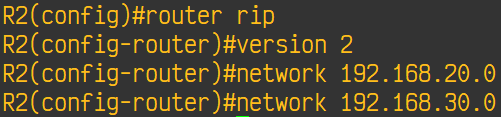 R2(config)#router rip
R2(config-router)#version 2
R2(config-router)#network 192.168.20.0
R2(config-router)#network 192.168.30.0